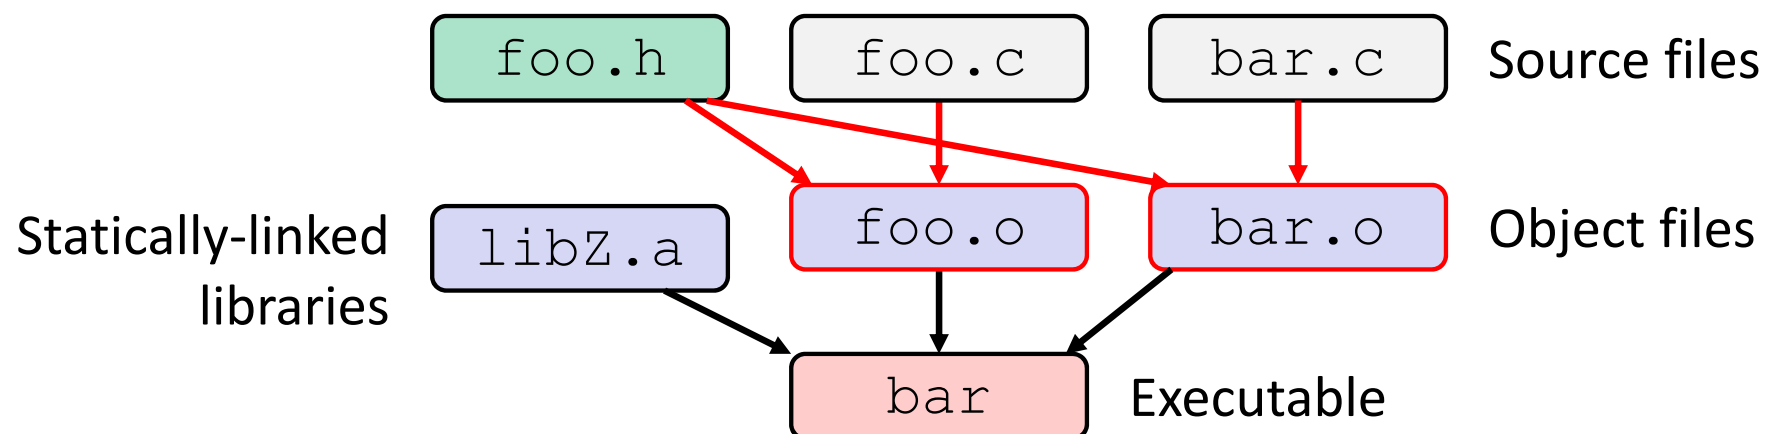 foo.h foo.c bar.c Source files
Statically-linked
libraries
libZ.a foo.o bar.o Object files
bar Executable